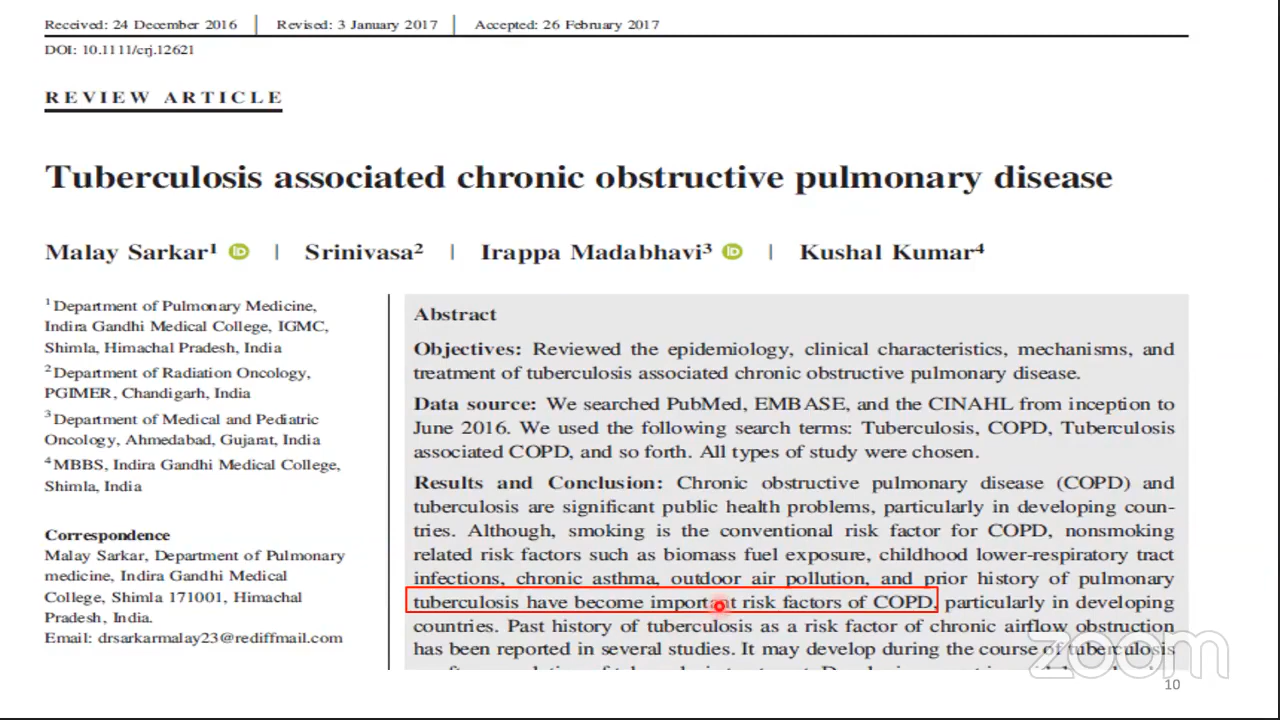 Received: 24 December 2016 | Revised: 3 January 2017 | Accepted: 26 February 2017
DOI: 10.1111/crj.12621
REVIEW ARTICLE
Tuberculosis associated chronic obstructive pulmonary disease
Malay Sarkar¹ iD | Srinivasa² | Irappa Madabhavi³ iD | Kushal Kumar⁴
¹Department of Pulmonary Medicine,
Indira Gandhi Medical College, IGMC,
Shimla, Himachal Pradesh, India
²Department of Radiation Oncology,
PGIMER, Chandigarh, India
³Department of Medical and Pediatric
Oncology, Ahmedabad, Gujarat, India
⁴MBBS, Indira Gandhi Medical College,
Shimla, India
Correspondence
Malay Sarkar, Department of Pulmonary
medicine, Indira Gandhi Medical
College, Shimla 171001, Himachal
Pradesh, India.
Email: drsarkarmalay23@rediffmail.com
Abstract
Objectives: Reviewed the epidemiology, clinical characteristics, mechanisms, and
treatment of tuberculosis associated chronic obstructive pulmonary disease.
Data source: We searched PubMed, EMBASE, and the CINAHL from inception to
June 2016. We used the following search terms: Tuberculosis, COPD, Tuberculosis
associated COPD, and so forth. All types of study were chosen.
Results and Conclusion: Chronic obstructive pulmonary disease (COPD) and
tuberculosis are significant public health problems, particularly in developing coun-
tries. Although, smoking is the conventional risk factor for COPD, nonsmoking
related risk factors such as biomass fuel exposure, childhood lower-respiratory tract
infections, chronic asthma, outdoor air pollution, and prior history of pulmonary
tuberculosis have become important risk factors of COPD, particularly in developing
countries. Past history of tuberculosis as a risk factor of chronic airflow obstruction
has been reported in several studies. It may develop during the course of tuberculosis
zoom
10